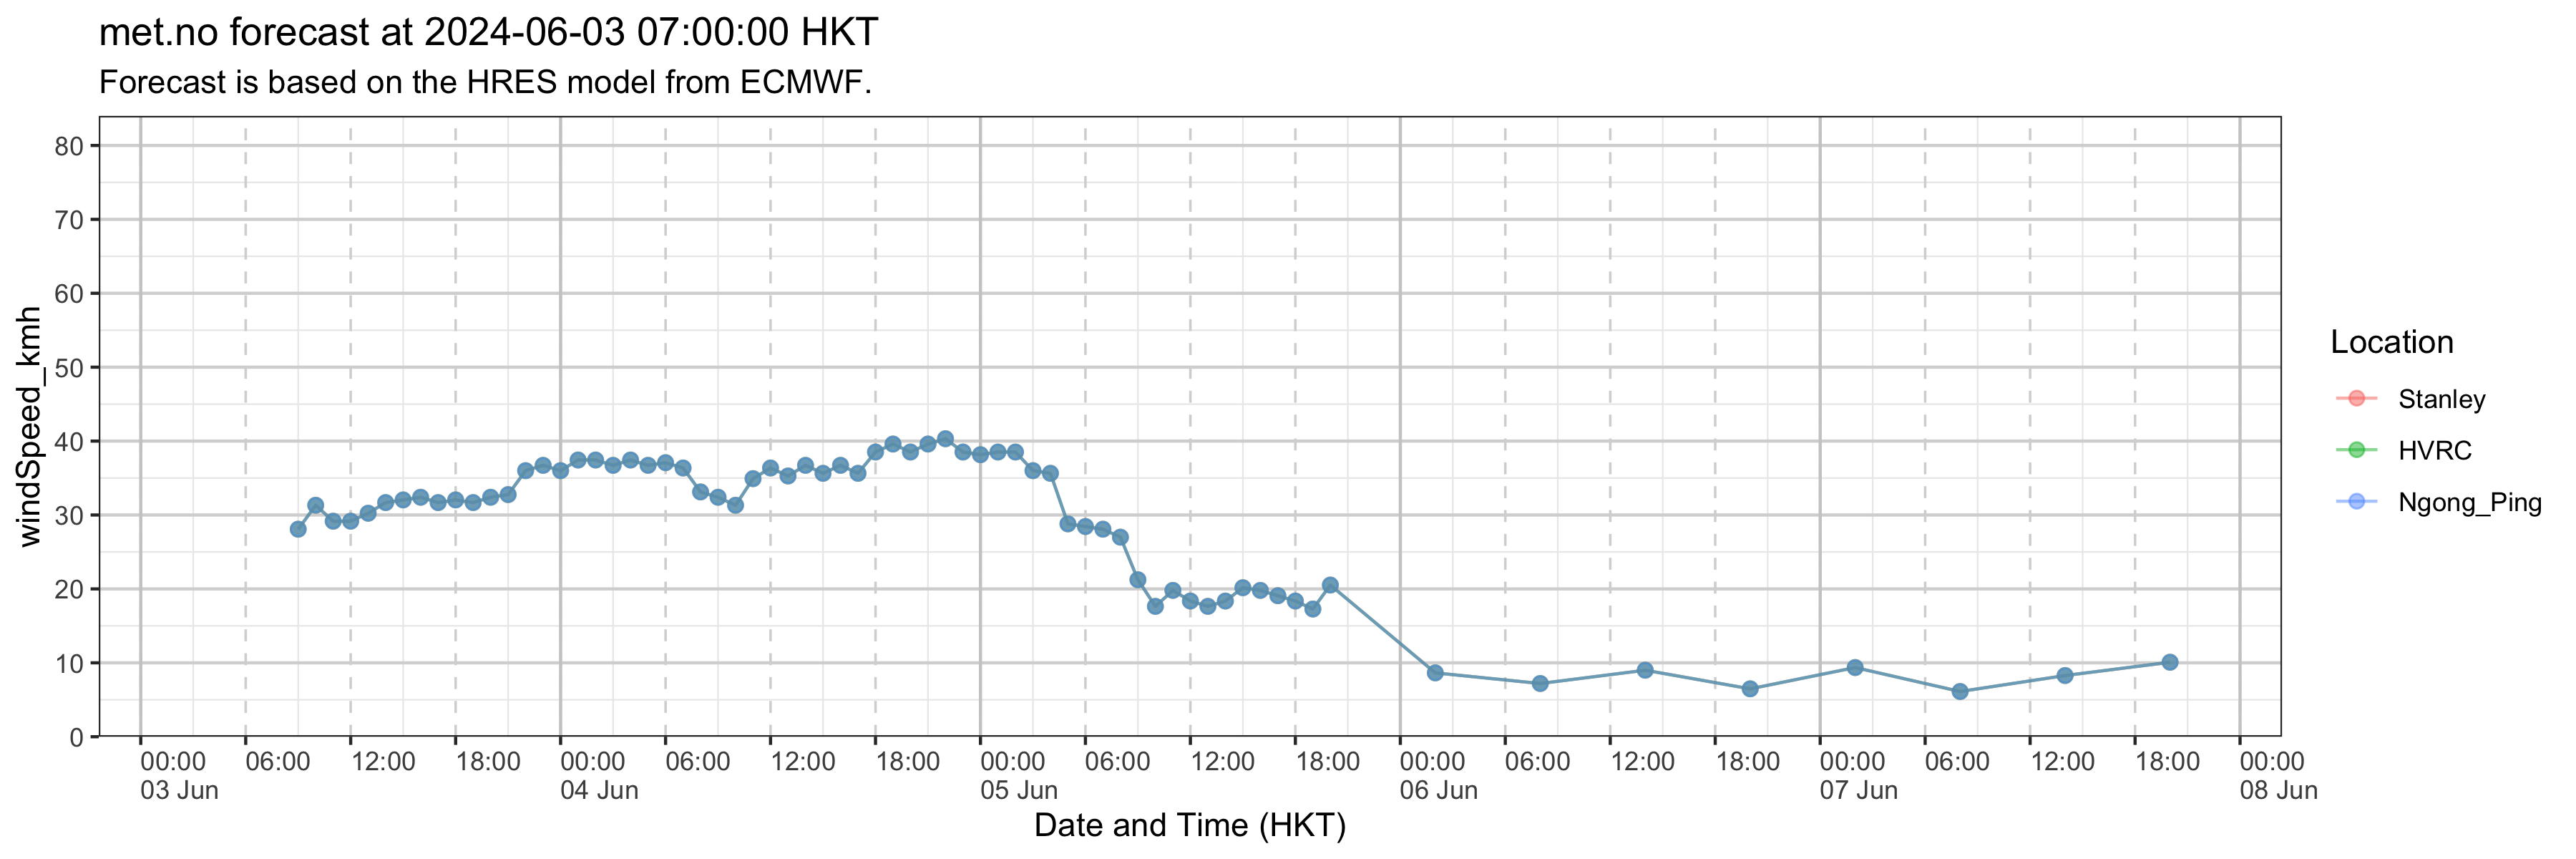 met.no forecast at 2024-06-03 07:00:00 HKT
Forecast is based on the HRES model from ECMWF.
windSpeed_kmh
80
70
60
50
40
30
20
10
0
00:00 06:00 12:00 18:00 00:00 06:00 12:00 18:00 00:00 06:00 12:00 18:00 00:00 06:00 12:00 18:00 00:00 06:00 12:00 18:00 00:00
03 Jun 04 Jun 05 Jun 06 Jun 07 Jun 08 Jun
Date and Time (HKT)
Location
Stanley
HVRC
Ngong_Ping